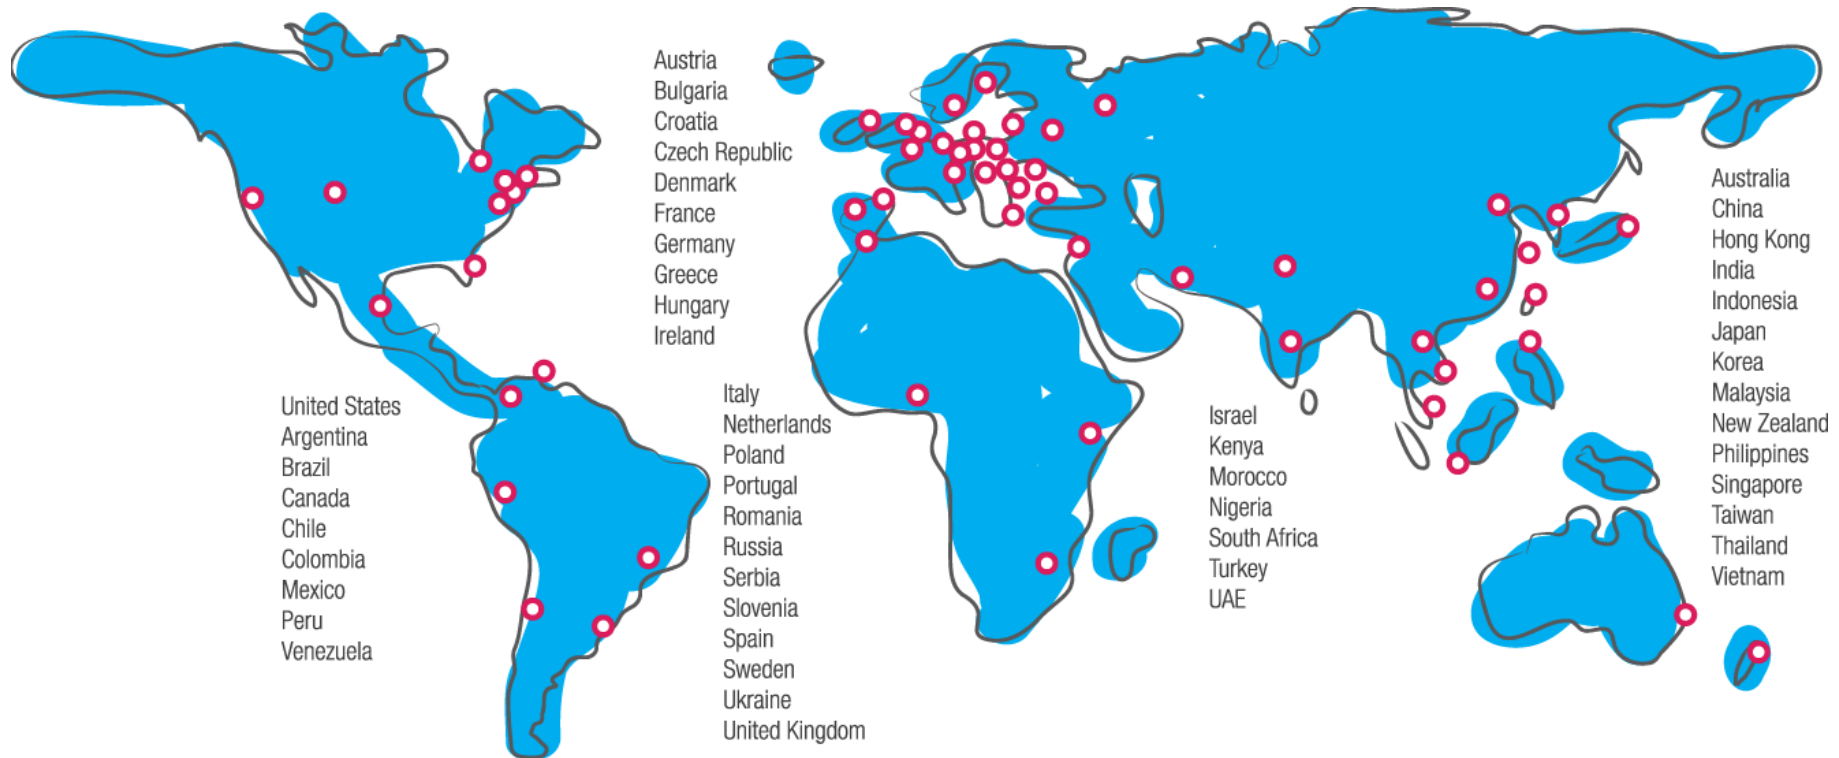 United States
Argentina
Brazil
Canada
Chile
Colombia
Mexico
Peru
Venezuela
Austria
Bulgaria
Croatia
Czech Republic
Denmark
France
Germany
Greece
Hungary
Ireland
Italy
Netherlands
Poland
Portugal
Romania
Russia
Serbia
Slovenia
Spain
Sweden
Ukraine
United Kingdom
Israel
Kenya
Morocco
Nigeria
South Africa
Turkey
UAE
Australia
China
Hong Kong
India
Indonesia
Japan
Korea
Malaysia
New Zealand
Philippines
Singapore
Taiwan
Thailand
Vietnam